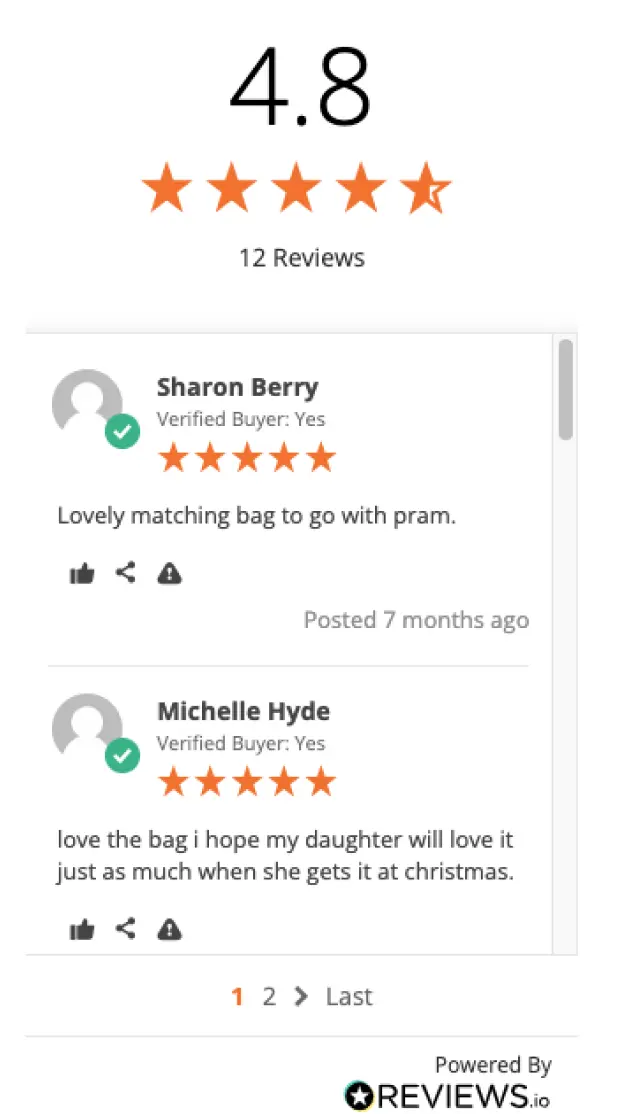 4.8
12 Reviews
Sharon Berry
Verified Buyer: Yes
Lovely matching bag to go with pram.
Posted 7 months ago
Michelle Hyde
Verified Buyer: Yes
love the bag i hope my daughter will love it
just as much when she gets it at christmas.
1 2 Last
Powered By
REVIEWS.io